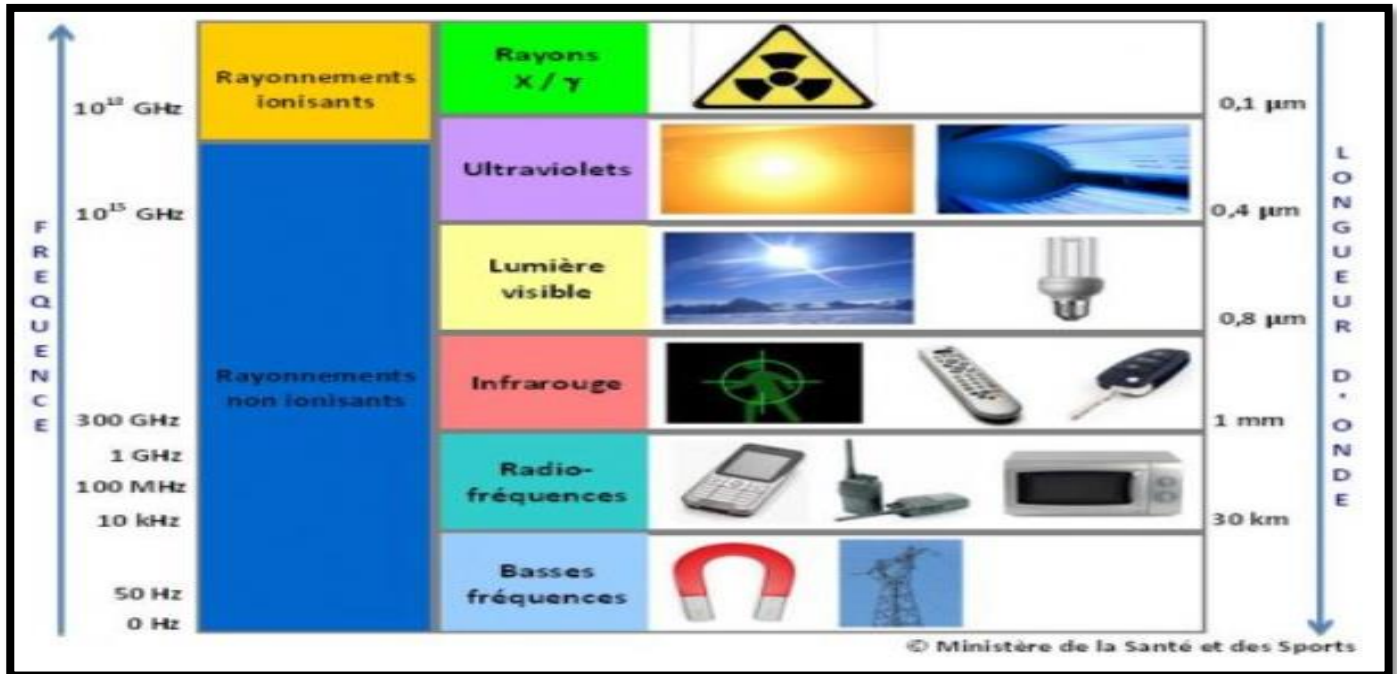 FREQUENCE
10¹³ GHz
10¹⁵ GHz
300 GHz
1 GHz
100 MHz
10 kHz
50 Hz
0 Hz
Rayonnements
ionisants
Rayonnements
non ionisants
Rayons
X / γ
Ultraviolets
Lumière
visible
Infrarouge
Radio-
fréquences
Basses
fréquences
0,1 µm
0,4 µm
0,8 µm
1 mm
30 km
LONGUEUR D'ONDE
© Ministère de la Santé et des Sports